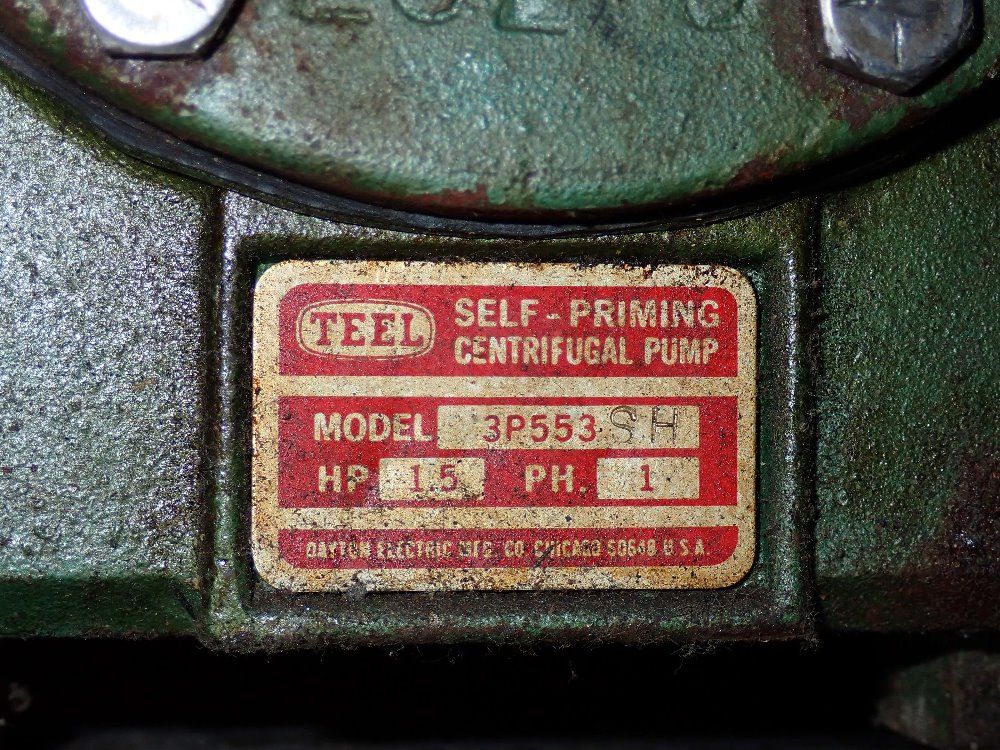 TEEL
SELF-PRIMING
CENTRIFUGAL PUMP
MODEL 3P553 SH
HP 1.5 PH. 1
DAYTON ELECTRIC MFG. CO. CHICAGO 60648 U.S.A.